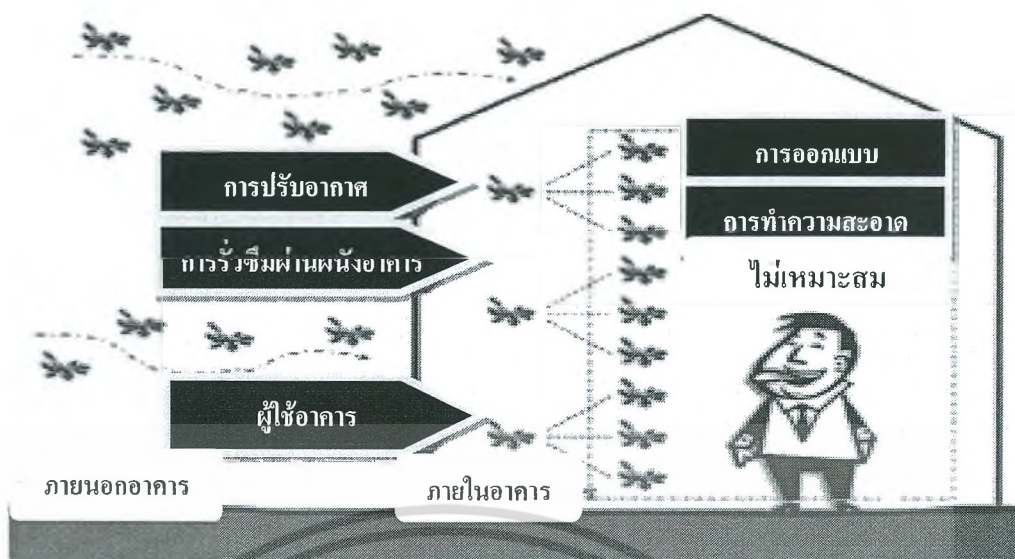 การออกแบบ
การปรับอากาศ
การทำความสะอาด
การรั่วซึมผ่านผนังอาคาร
ไม่เหมาะสม
ผู้ใช้อาคาร
ภายนอกอาคาร
ภายในอาคาร